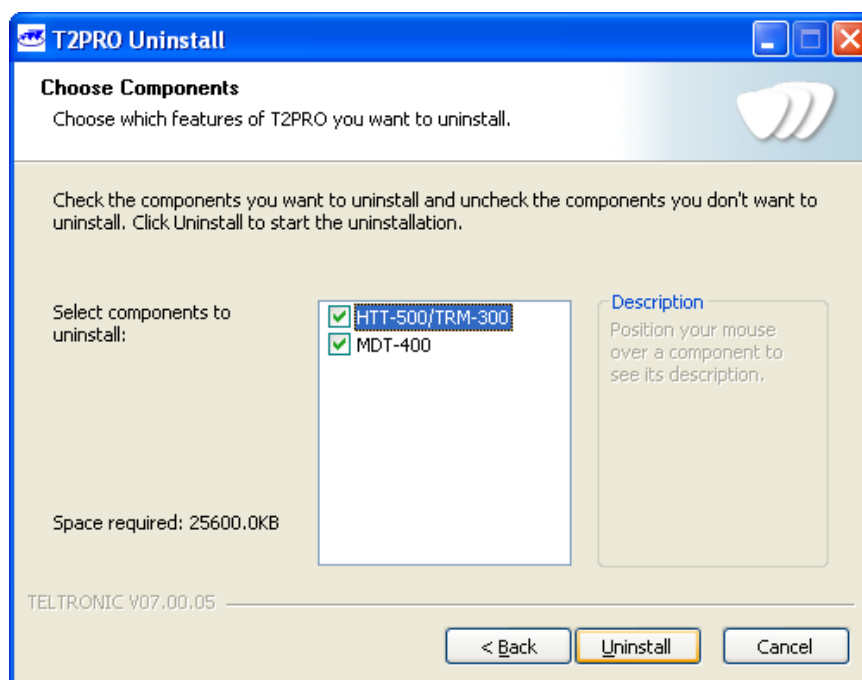 T2PRO Uninstall
Choose Components
Choose which features of T2PRO you want to uninstall.
Check the components you want to uninstall and uncheck the components you don't want to
uninstall. Click Uninstall to start the uninstallation.
Select components to
uninstall:
HTT-500/TRM-300
MDT-400
Description
Position your mouse
over a component to
see its description.
Space required: 25600.0KB
TELTRONIC V07.00.05
< Back
Uninstall
Cancel